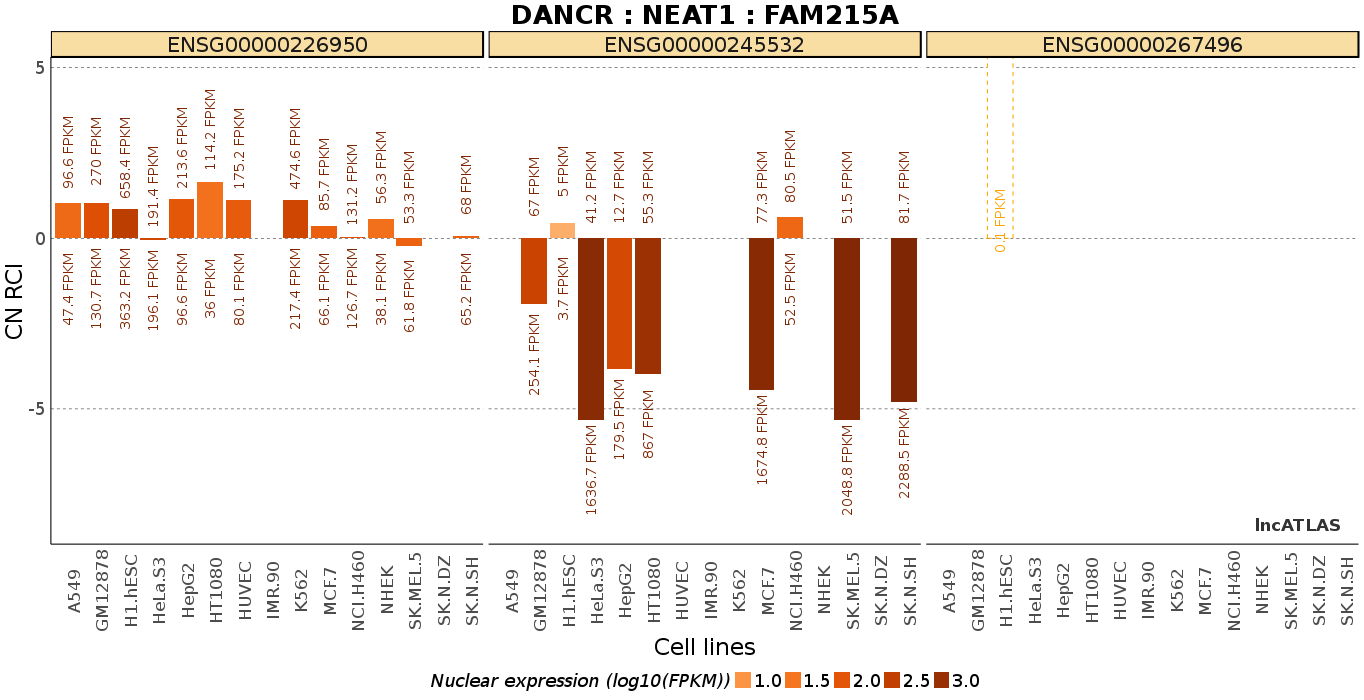 DANCR : NEAT1 : FAM215A
ENSG00000226950
ENSG00000245532
ENSG00000267496
CN RCI
5
0
-5
96.6 FPKM
270 FPKM
658.4 FPKM
191.4 FPKM
213.6 FPKM
114.2 FPKM
175.2 FPKM
474.6 FPKM
85.7 FPKM
131.2 FPKM
56.3 FPKM
53.3 FPKM
68 FPKM
47.4 FPKM
130.7 FPKM
363.2 FPKM
196.1 FPKM
96.6 FPKM
36 FPKM
80.1 FPKM
217.4 FPKM
66.1 FPKM
126.7 FPKM
38.1 FPKM
61.8 FPKM
65.2 FPKM
67 FPKM
5 FPKM
41.2 FPKM
12.7 FPKM
55.3 FPKM
77.3 FPKM
80.5 FPKM
51.5 FPKM
81.7 FPKM
254.1 FPKM
3.7 FPKM
1636.7 FPKM
179.5 FPKM
867 FPKM
1674.8 FPKM
52.5 FPKM
2048.8 FPKM
2288.5 FPKM
0.1 FPKM
lncATLAS
A549
GM12878
H1.hESC
HeLa.S3
HepG2
HT1080
HUVEC
IMR.90
K562
MCF.7
NCI.H460
NHEK
SK.MEL.5
SK.N.DZ
SK.N.SH
A549
GM12878
H1.hESC
HeLa.S3
HepG2
HT1080
HUVEC
IMR.90
K562
MCF.7
NCI.H460
NHEK
SK.MEL.5
SK.N.DZ
SK.N.SH
A549
GM12878
H1.hESC
HeLa.S3
HepG2
HT1080
HUVEC
IMR.90
K562
MCF.7
NCI.H460
NHEK
SK.MEL.5
SK.N.DZ
SK.N.SH
Cell lines
Nuclear expression (log10(FPKM)) 1.0 1.5 2.0 2.5 3.0